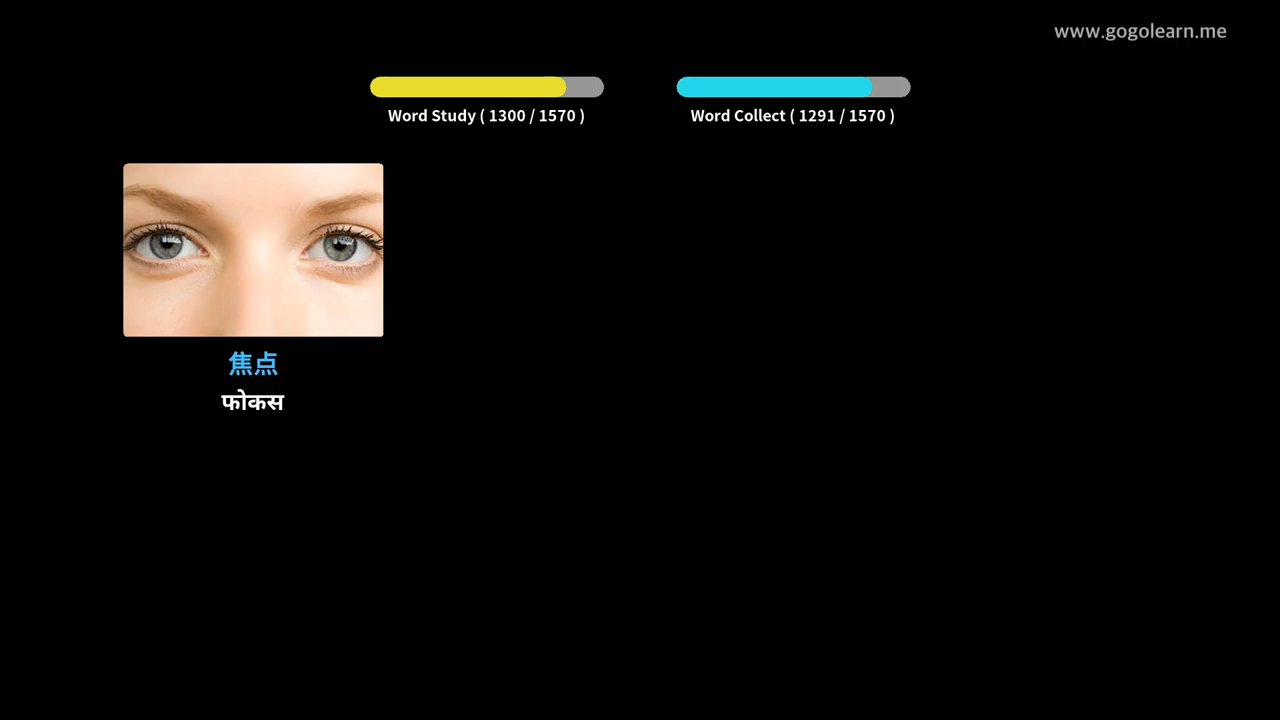 www.gogolearn.me
Word Study ( 1300 / 1570 )
Word Collect ( 1291 / 1570 )
焦点
फोकस